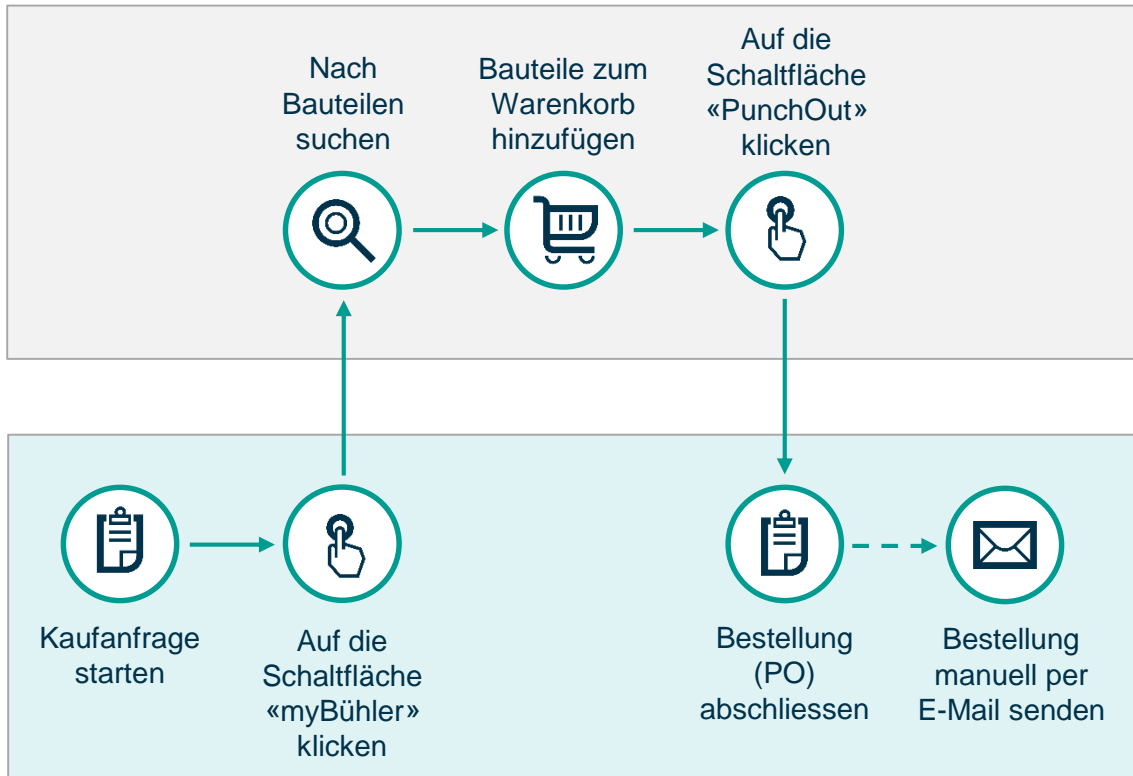 Nach
Bauteilen
suchen
Bauteile zum
Warenkorb
hinzufügen
Auf die
Schaltfläche
«PunchOut»
klicken
Kaufanfrage
starten
Auf die
Schaltfläche
«myBühler»
klicken
Bestellung
(PO)
abschliessen
Bestellung
manuell per
E-Mail senden